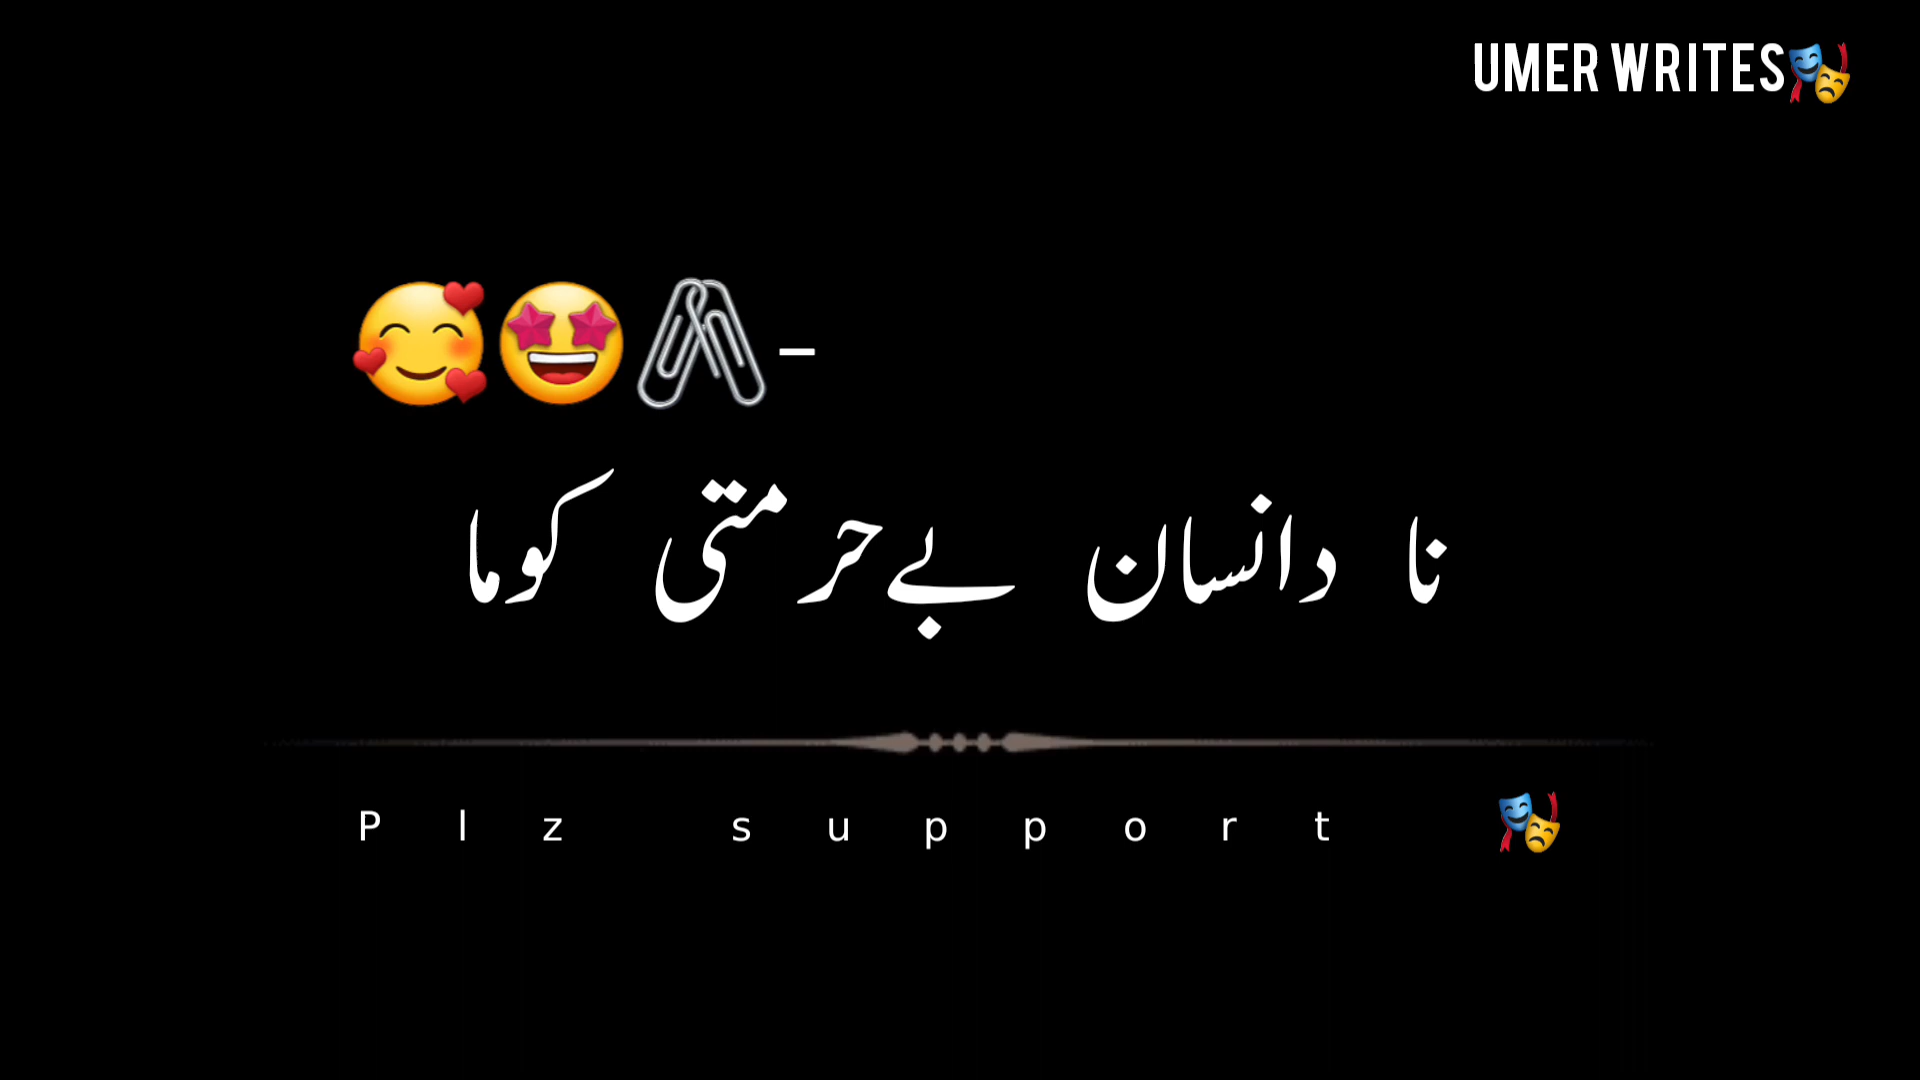 UMER WRITES🎭
🥰🤩🖇️-
نا دانسان بےحرمتی کوما
Plz support 🎭